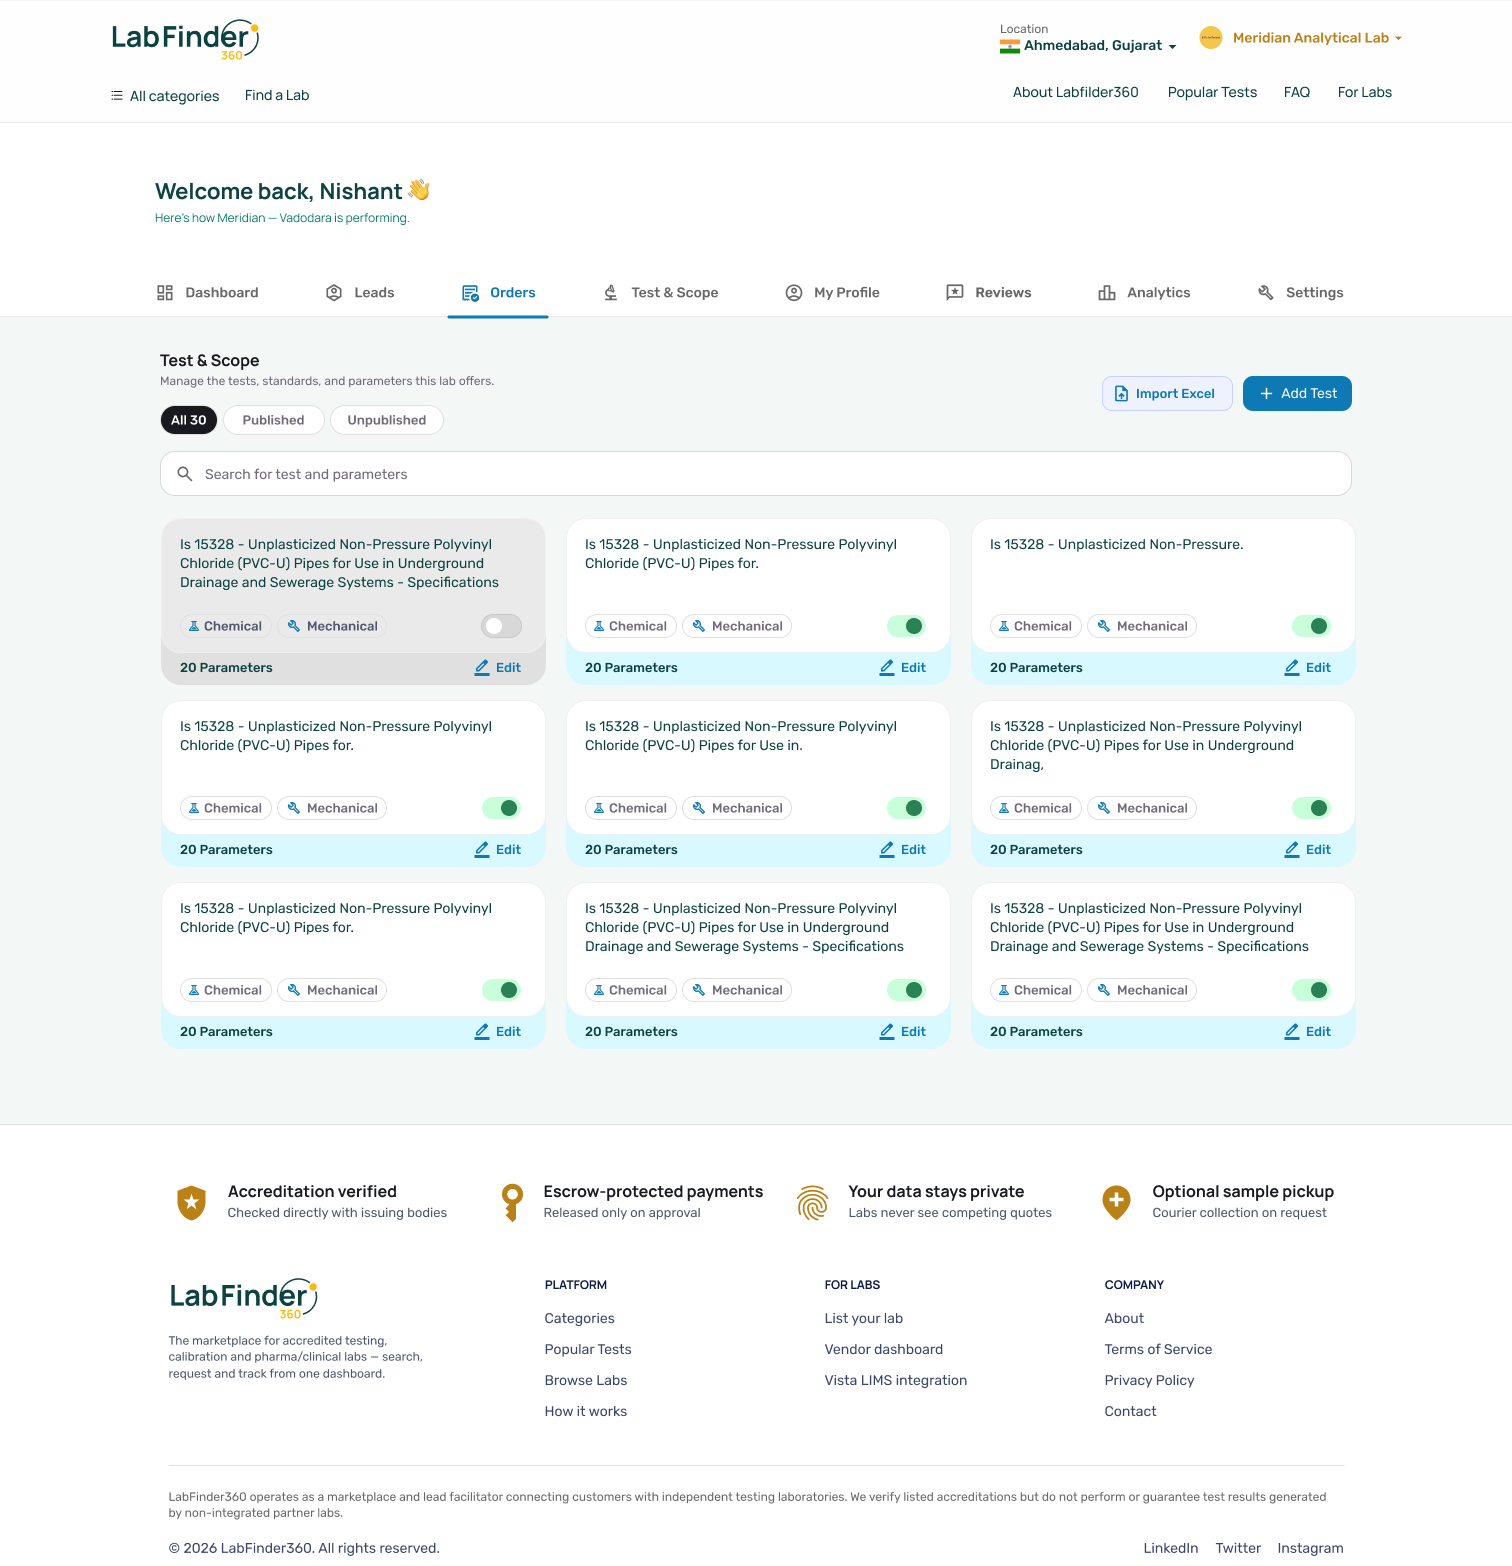 LabFinder
360
Location
Ahmedabad, Gujarat
Meridian Analytical Lab
All categories
Find a Lab
About Labfilder360
Popular Tests
FAQ
For Labs
Welcome back, Nishant 👋
Here's how Meridian — Vadodara is performing.
Dashboard
Leads
Orders
Test & Scope
My Profile
Reviews
Analytics
Settings
Test & Scope
Manage the tests, standards, and parameters this lab offers.
Import Excel
Add Test
All 30
Published
Unpublished
Search for test and parameters
Is 15328 - Unplasticized Non-Pressure Polyvinyl
Chloride (PVC-U) Pipes for Use in Underground
Drainage and Sewerage Systems - Specifications
Chemical
Mechanical
20 Parameters
Edit
Is 15328 - Unplasticized Non-Pressure Polyvinyl
Chloride (PVC-U) Pipes for.
Chemical
Mechanical
20 Parameters
Edit
Is 15328 - Unplasticized Non-Pressure.
Chemical
Mechanical
20 Parameters
Edit
Is 15328 - Unplasticized Non-Pressure Polyvinyl
Chloride (PVC-U) Pipes for.
Chemical
Mechanical
20 Parameters
Edit
Is 15328 - Unplasticized Non-Pressure Polyvinyl
Chloride (PVC-U) Pipes for Use in.
Chemical
Mechanical
20 Parameters
Edit
Is 15328 - Unplasticized Non-Pressure Polyvinyl
Chloride (PVC-U) Pipes for Use in Underground
Drainag,
Chemical
Mechanical
20 Parameters
Edit
Is 15328 - Unplasticized Non-Pressure Polyvinyl
Chloride (PVC-U) Pipes for.
Chemical
Mechanical
20 Parameters
Edit
Is 15328 - Unplasticized Non-Pressure Polyvinyl
Chloride (PVC-U) Pipes for Use in Underground
Drainage and Sewerage Systems - Specifications
Chemical
Mechanical
20 Parameters
Edit
Is 15328 - Unplasticized Non-Pressure Polyvinyl
Chloride (PVC-U) Pipes for Use in Underground
Drainage and Sewerage Systems - Specifications
Chemical
Mechanical
20 Parameters
Edit
Accreditation verified
Checked directly with issuing bodies
Escrow-protected payments
Released only on approval
Your data stays private
Labs never see competing quotes
Optional sample pickup
Courier collection on request
LabFinder
360
The marketplace for accredited testing,
calibration and pharma/clinical labs — search,
request and track from one dashboard.
PLATFORM
Categories
Popular Tests
Browse Labs
How it works
FOR LABS
List your lab
Vendor dashboard
Vista LIMS integration
COMPANY
About
Terms of Service
Privacy Policy
Contact
LabFinder360 operates as a marketplace and lead facilitator connecting customers with independent testing laboratories. We verify listed accreditations but do not perform or guarantee test results generated
by non-integrated partner labs.
© 2026 LabFinder360. All rights reserved.
LinkedIn
Twitter
Instagram